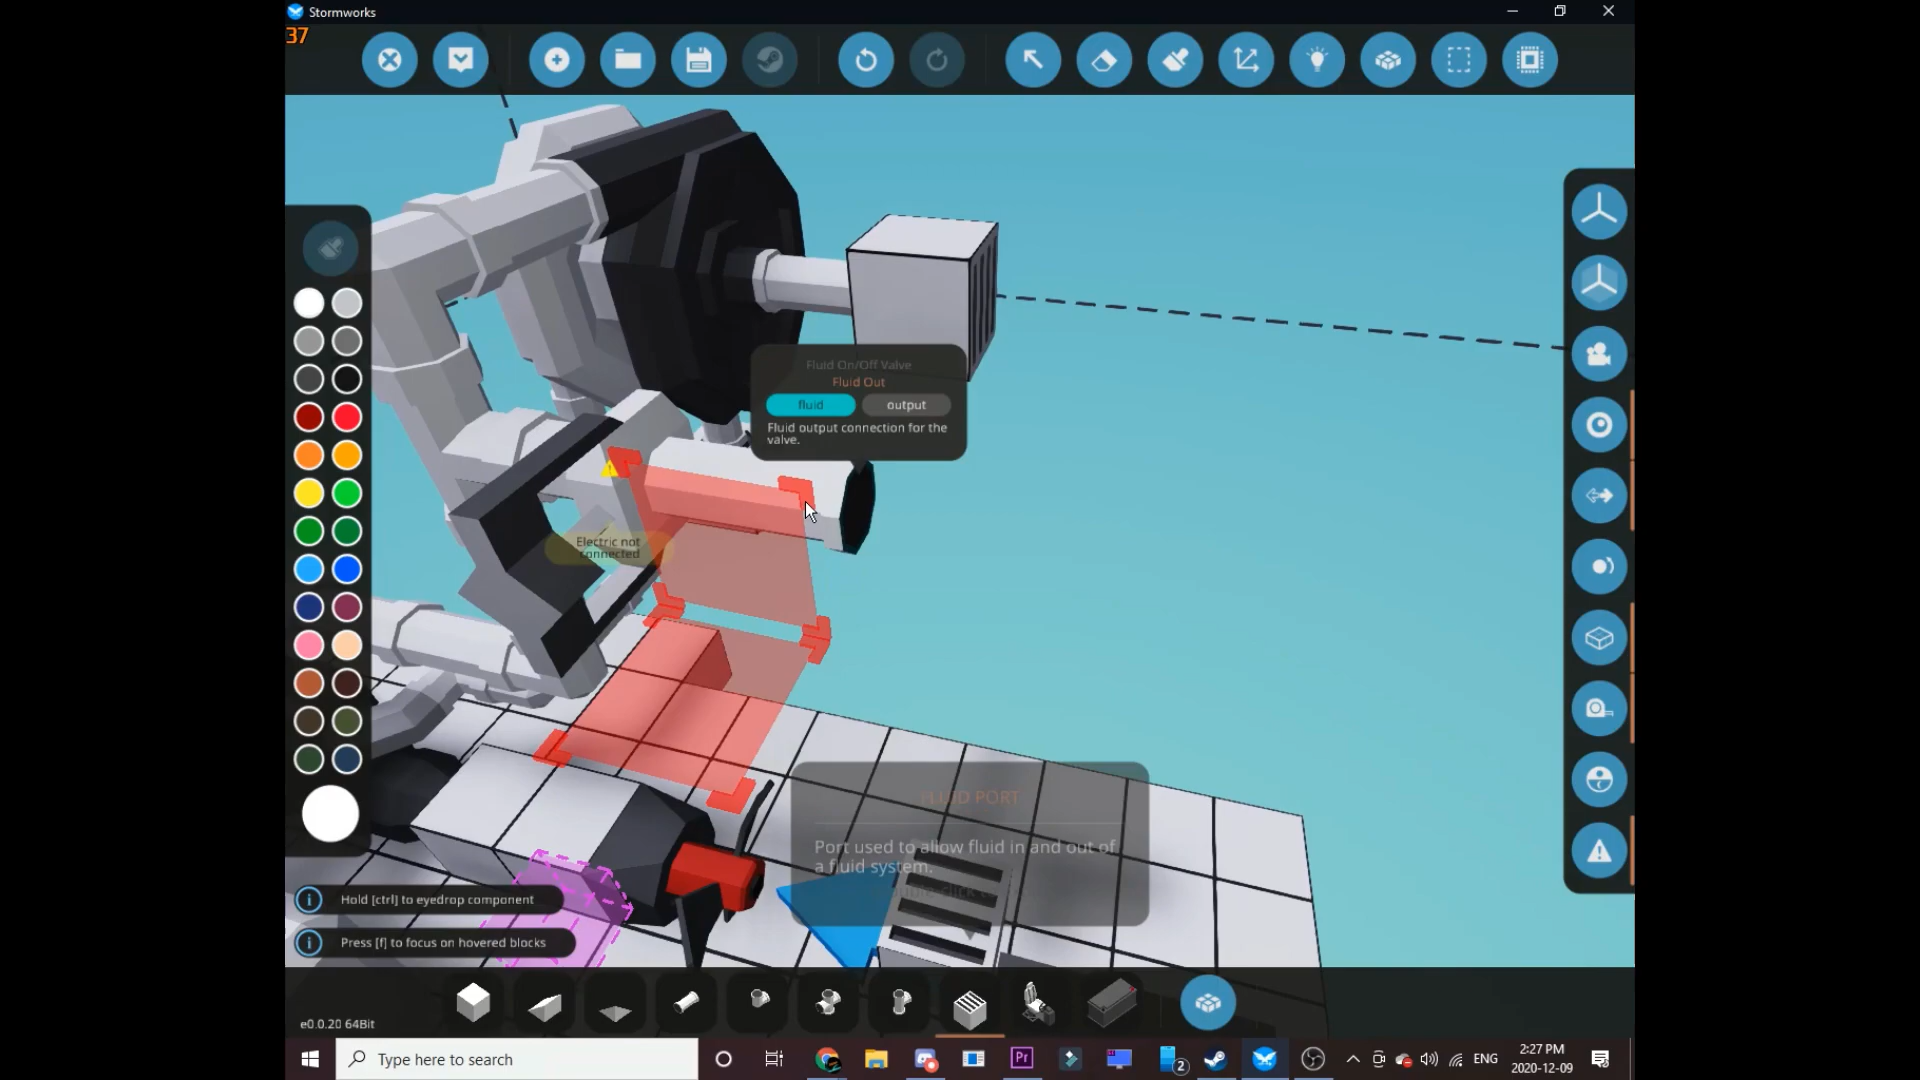 Stormworks
37
Fluid On/Off Valve
Fluid Out
fluid
output
Fluid output connection for the
valve.
Electric not
connected
FLUID PORT
Port used to allow fluid in and out of
a fluid system.
Hold [ctrl] to eyedrop component
Press [f] to focus on hovered blocks
e0.0.20 64Bit
Type here to search
Pr
2
ENG
2:27 PM
2020-12-09